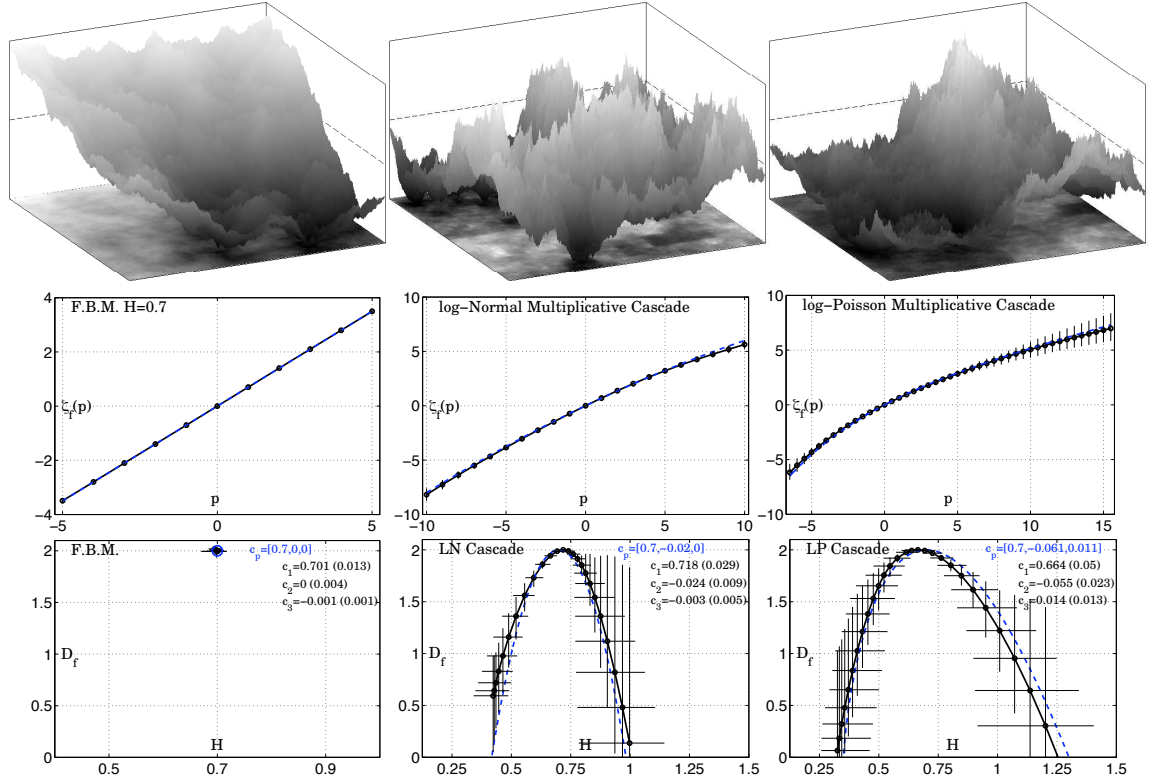 F.B.M. H=0.7
4
2
0
−2
−4
ζf(p)
p
−5
0
5
log−Normal Multiplicative Cascade
10
5
0
−5
−10
ζf(p)
p
−10
−5
0
5
10
log−Poisson Multiplicative Cascade
10
5
0
−5
−10
ζf(p)
p
−5
0
5
10
15
F.B.M.
cp=[0.7,0,0]
c1=0.701 (0.013)
c2=0 (0.004)
c3=−0.001 (0.001)
2
1.5
1
0.5
0
Df
H
0.5
0.7
0.9
LN Cascade
cp=[0.7,−0.02,0]
c1=0.718 (0.029)
c2=−0.024 (0.009)
c3=−0.003 (0.005)
2
1.5
1
0.5
0
Df
H
0.25
0.5
0.75
1
1.5
LP Cascade
cp=[0.7,−0.061,0.011]
c1=0.664 (0.05)
c2=−0.055 (0.023)
c3=0.014 (0.013)
2
1.5
1
0.5
0
Df
H
0.25
0.5
0.75
1
1.25
1.5